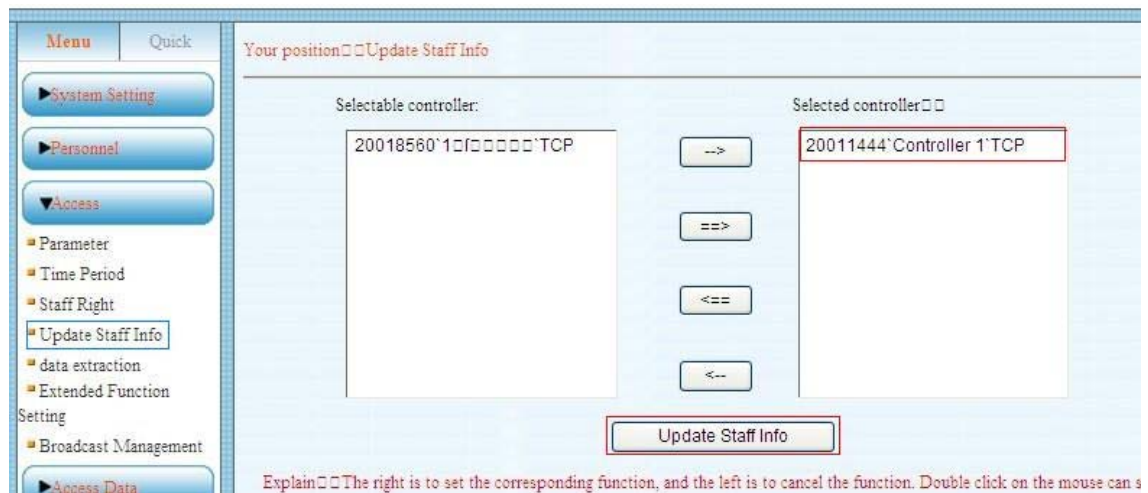 Menu
Quick
Your position□□Update Staff Info
▶System Setting
▶Personnel
▼Access
Parameter
Time Period
Staff Right
Update Staff Info
data extraction
Extended Function
Setting
Broadcast Management
▶Access Data
Selectable controller:
20018560`1□ſ□□□□□`TCP
-->
==>
<==
<--
Selected controller□□
20011444`Controller 1`TCP
Update Staff Info
Explain□□The right is to set the corresponding function, and the left is to cancel the function. Double click on the mouse can s